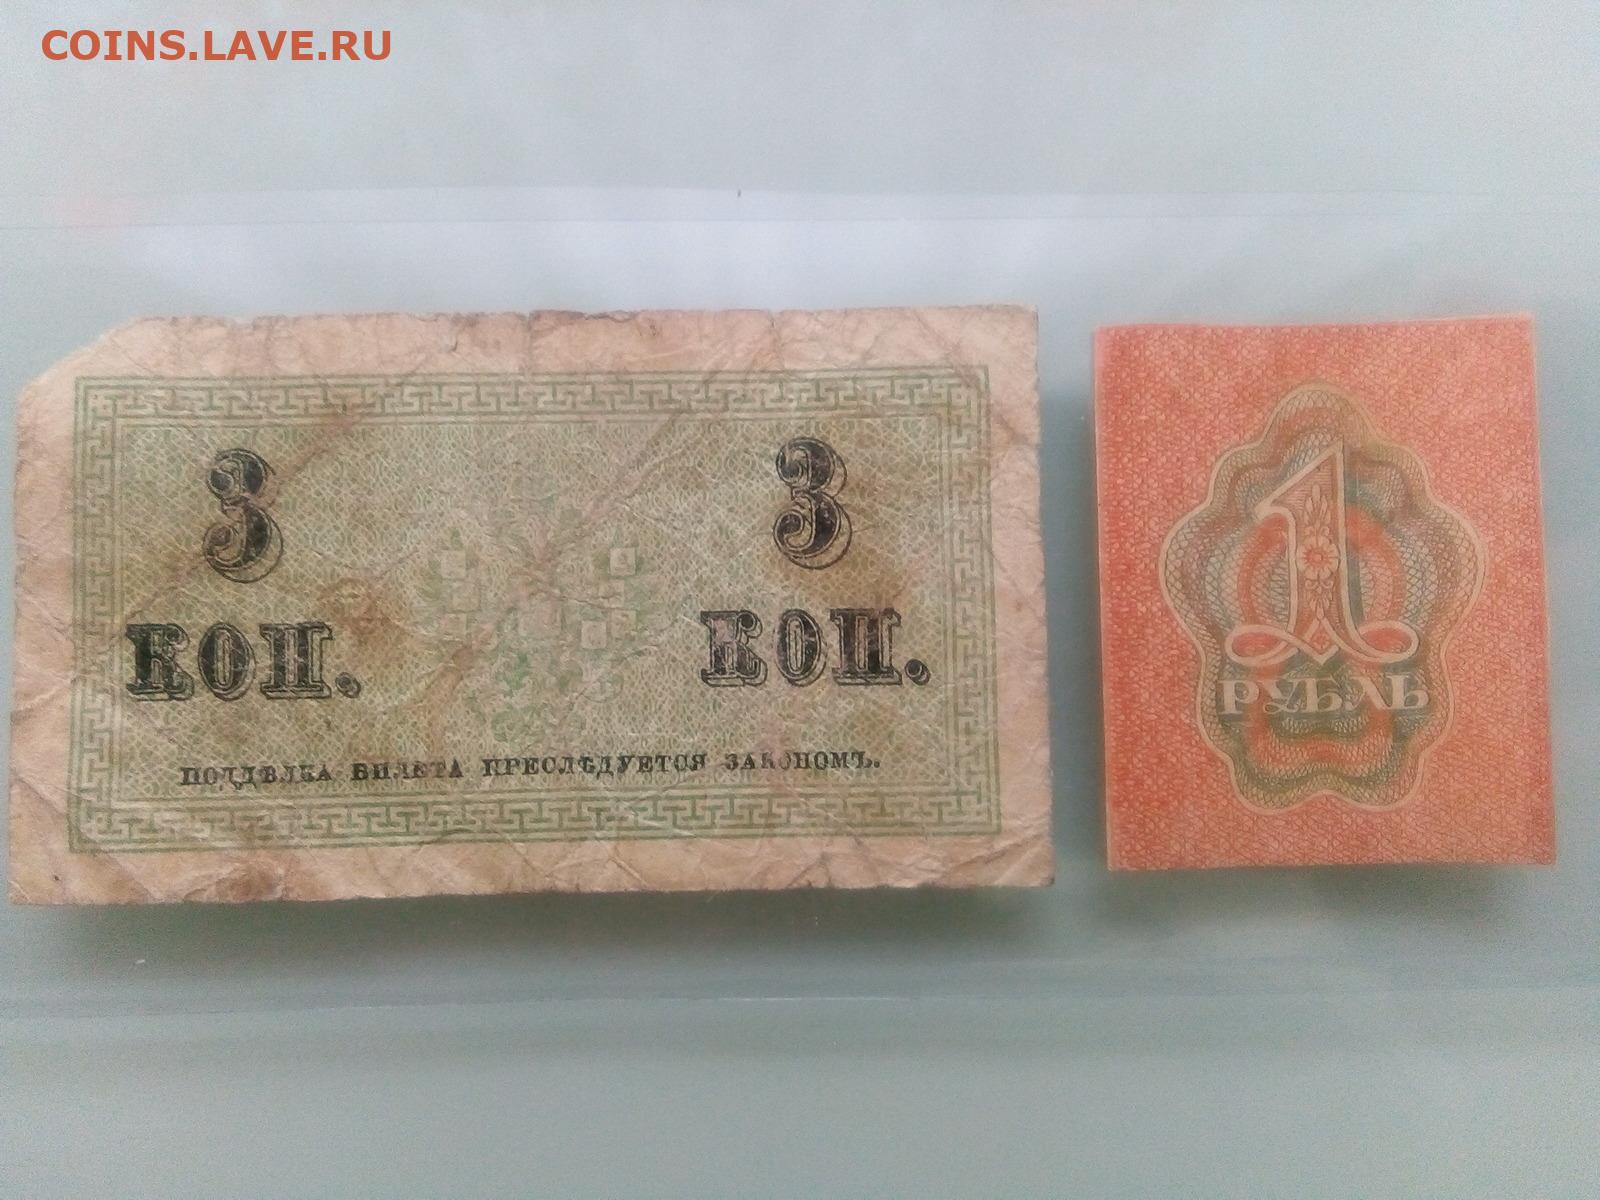 COINS.LAVE.RU
3 3
КОП. КОП.
ПОДДѢЛКА БИЛЕТА ПРЕСЛѢДУЕТСЯ ЗАКОНОМЪ.
1
РУБЛЬ